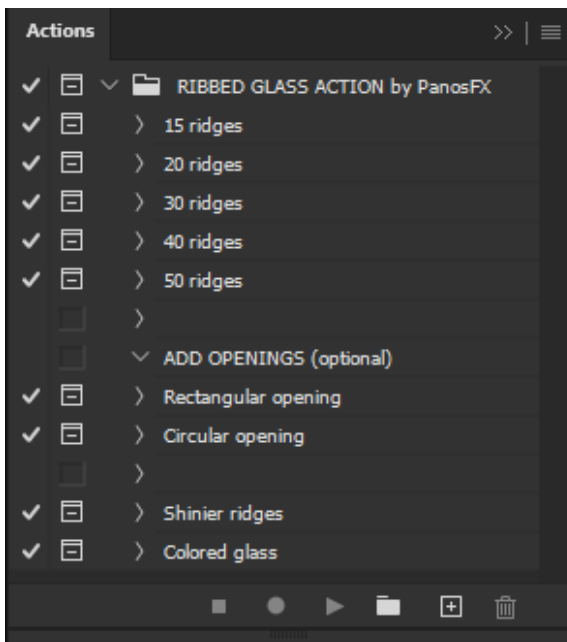 Actions
RIBBED GLASS ACTION by PanosFX
15 ridges
20 ridges
30 ridges
40 ridges
50 ridges
ADD OPENINGS (optional)
Rectangular opening
Circular opening
Shinier ridges
Colored glass